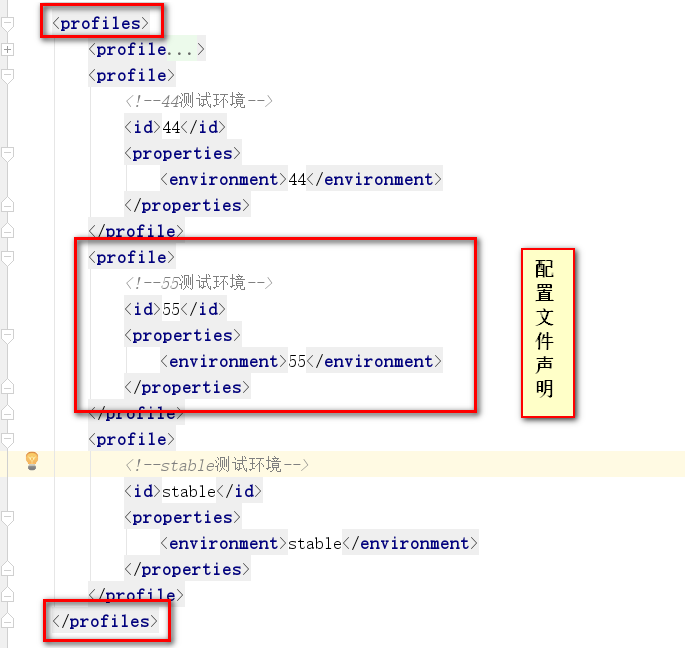 <profiles>
<profile...>
<profile>
<!--44测试环境-->
<id>44</id>
<properties>
<environment>44</environment>
</properties>
</profile>
<profile>
<!--55测试环境-->
<id>55</id>
<properties>
<environment>55</environment>
</properties>
</profile>
<profile>
<!--stable测试环境-->
<id>stable</id>
<properties>
<environment>stable</environment>
</properties>
</profile>
</profiles>
配置文件声明